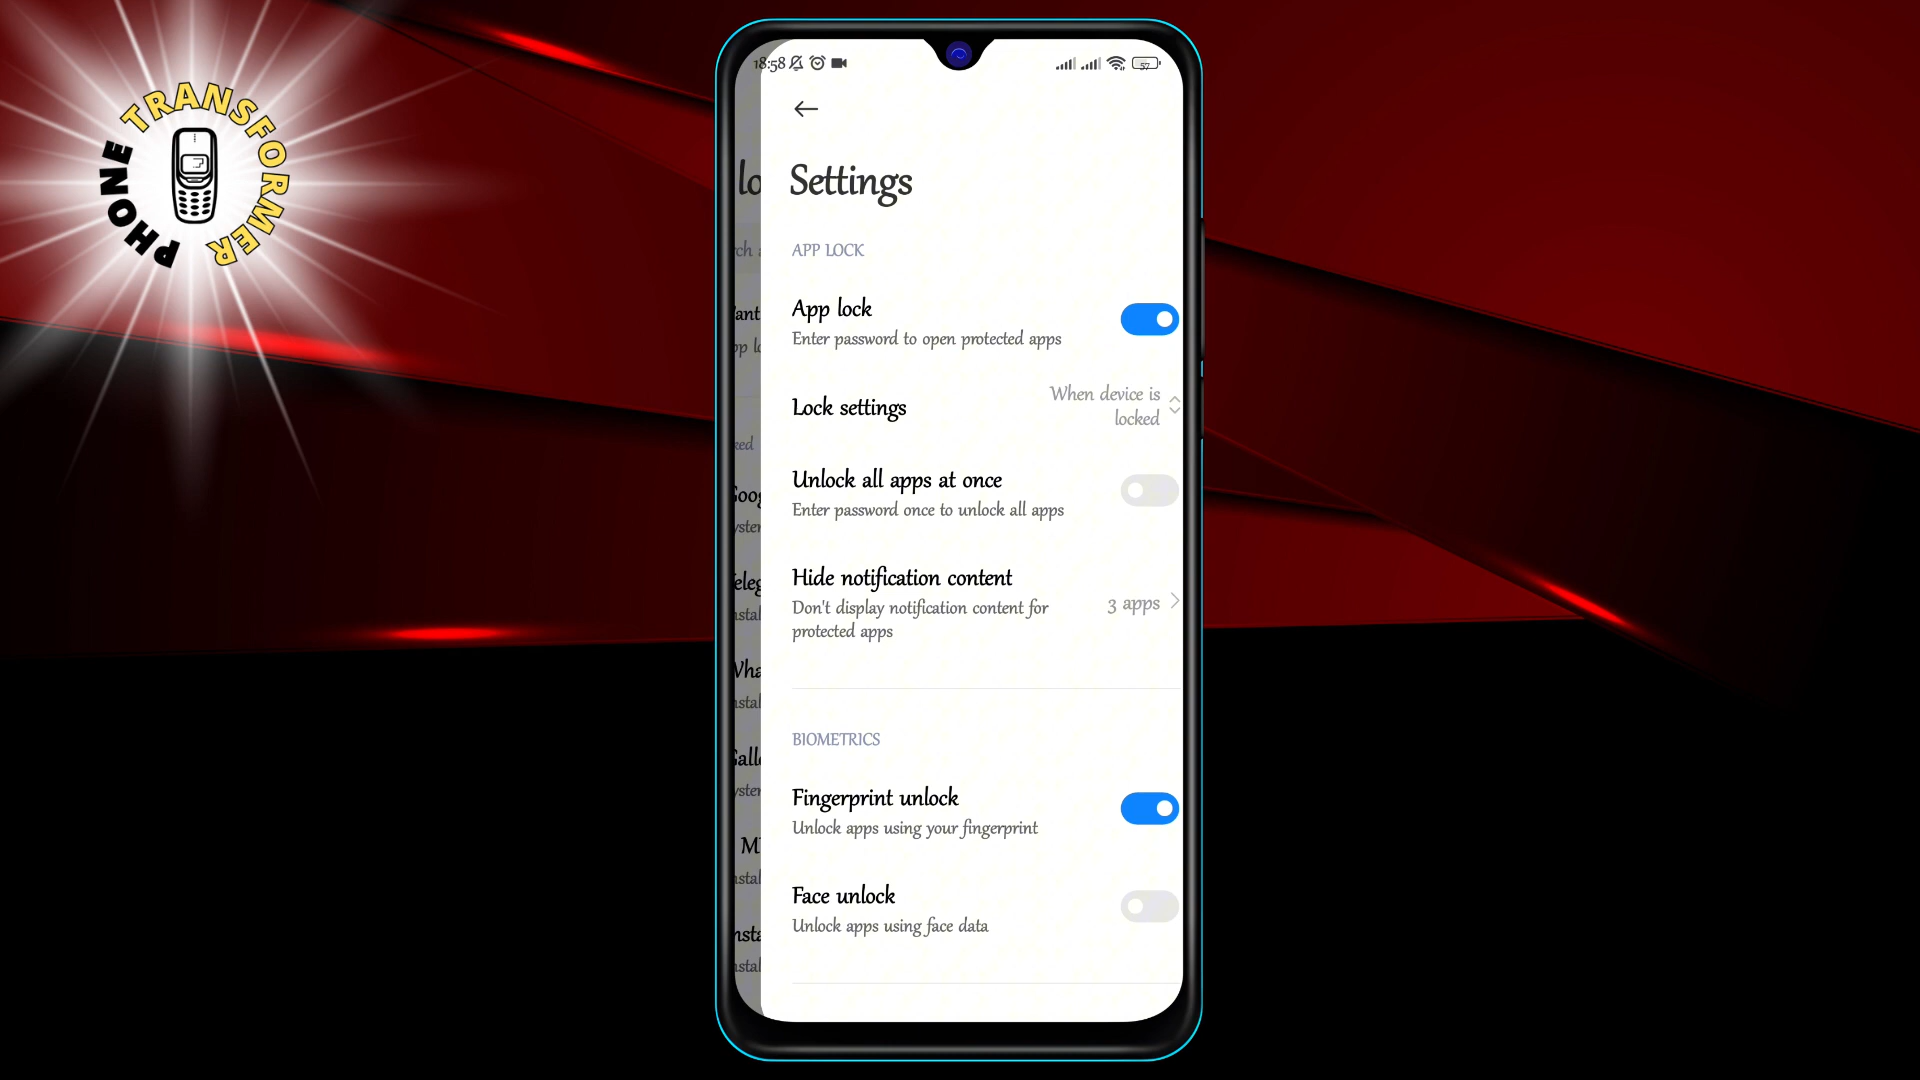 PHONE TRANSFORMER
18:58
57
Settings
APP LOCK
App lock
Enter password to open protected apps
Lock settings
When device is
locked
Unlock all apps at once
Enter password once to unlock all apps
Hide notification content
Don't display notification content for
protected apps
3 apps
BIOMETRICS
Fingerprint unlock
Unlock apps using your fingerprint
Face unlock
Unlock apps using face data